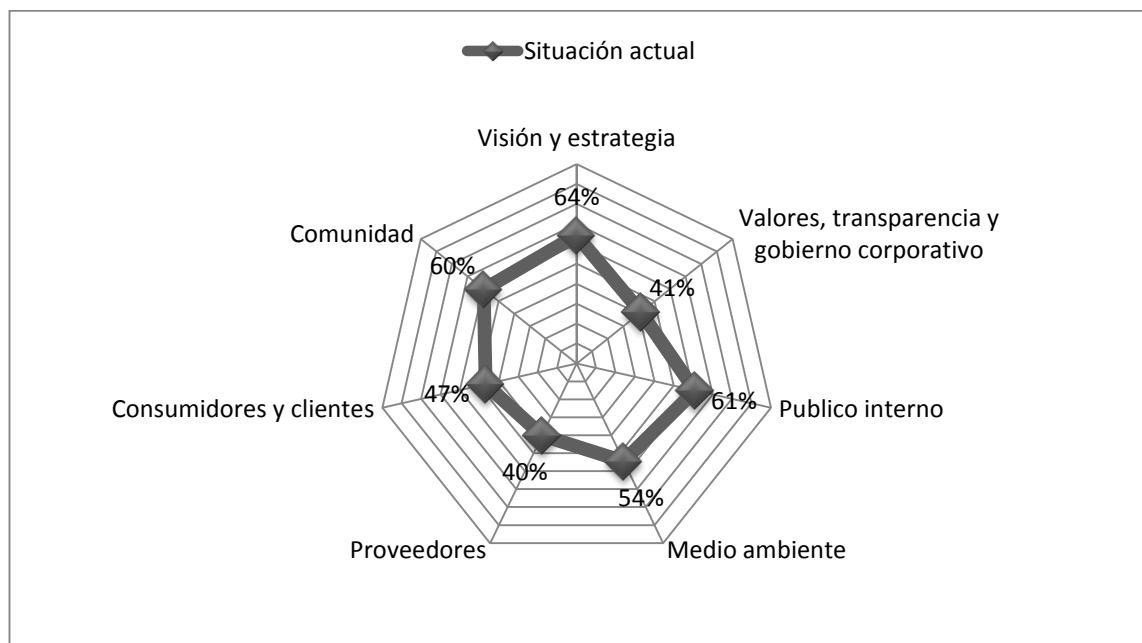 Situación actual
Visión y estrategia
64%
Valores, transparencia y
gobierno corporativo
41%
Publico interno
61%
Medio ambiente
54%
Proveedores
40%
Consumidores y clientes
47%
Comunidad
60%